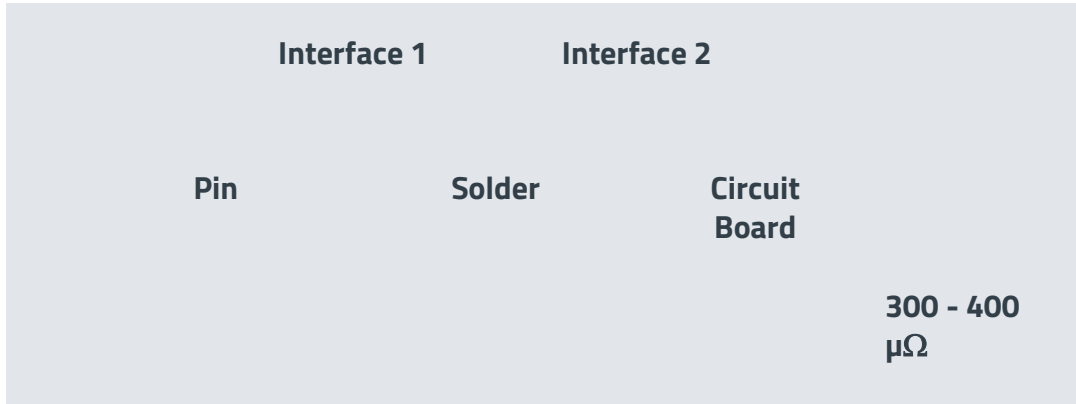 Interface 1 Interface 2
Pin Solder Circuit
Board
300 - 400
µΩ